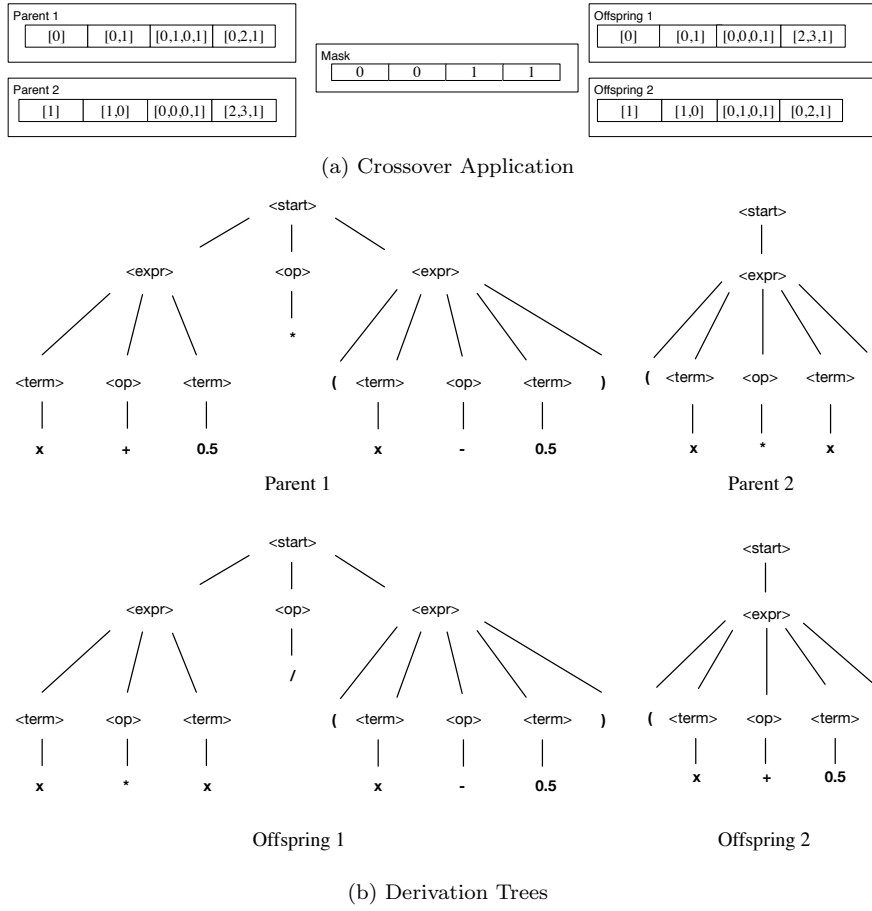 Parent 1
[0] [0,1] [0,1,0,1] [0,2,1]
Parent 2
[1] [1,0] [0,0,0,1] [2,3,1]
Mask
0 0 1 1
Offspring 1
[0] [0,1] [0,0,0,1] [2,3,1]
Offspring 2
[1] [1,0] [0,1,0,1] [0,2,1]
(a) Crossover Application
<start>
<expr> <op> <expr>
*
<term> <op> <term> ( <term> <op> <term> )
x + 0.5 x - 0.5
Parent 1
<start>
<expr>
( <term> <op> <term>
x * x
Parent 2
<start>
<expr> <op> <expr>
/
<term> <op> <term> ( <term> <op> <term> )
x * x x - 0.5
Offspring 1
<start>
<expr>
( <term> <op> <term>
x + 0.5
Offspring 2
(b) Derivation Trees